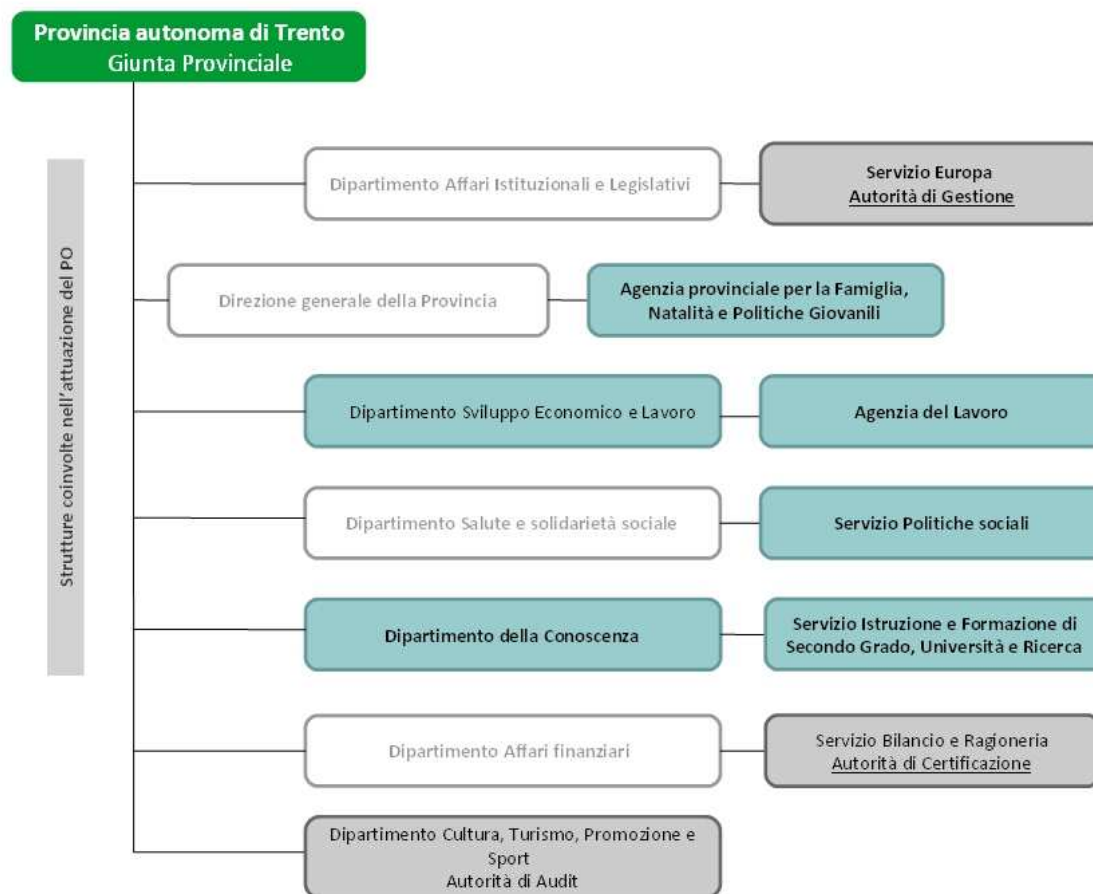 Provincia autonoma di Trento
Giunta Provinciale
Strutture coinvolte nell'attuazione del PO
Dipartimento Affari Istituzionali e Legislativi
Servizio Europa
Autorità di Gestione
Direzione generale della Provincia
Agenzia provinciale per la Famiglia,
Natalità e Politiche Giovanili
Dipartimento Sviluppo Economico e Lavoro
Agenzia del Lavoro
Dipartimento Salute e solidarietà sociale
Servizio Politiche sociali
Dipartimento della Conoscenza
Servizio Istruzione e Formazione di
Secondo Grado, Università e Ricerca
Dipartimento Affari finanziari
Servizio Bilancio e Ragioneria
Autorità di Certificazione
Dipartimento Cultura, Turismo, Promozione e
Sport
Autorità di Audit